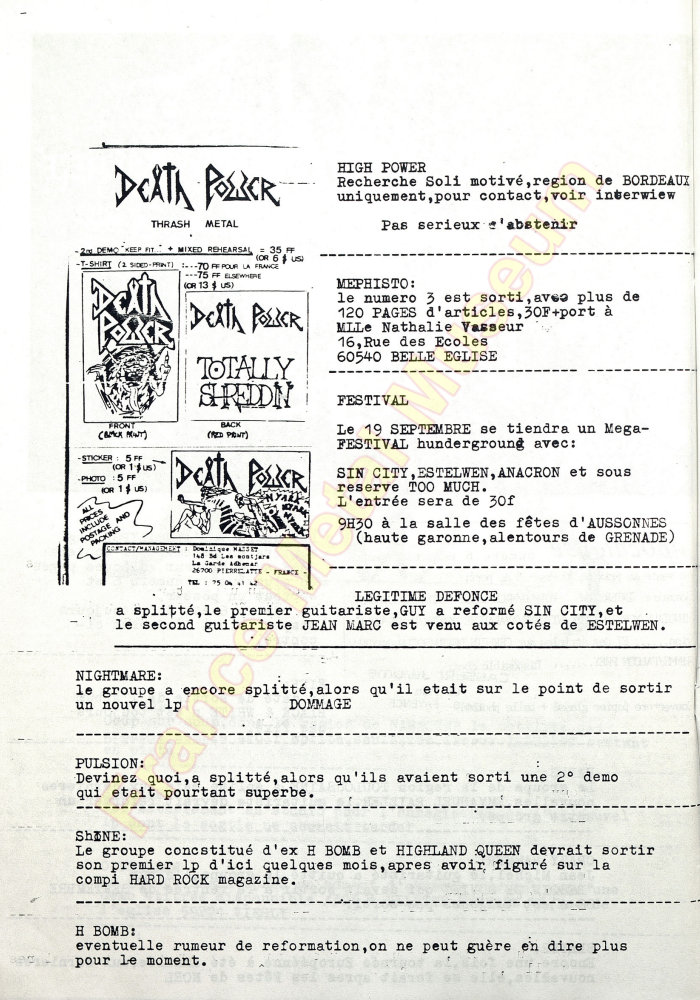 DEATH POWER
THRASH METAL
- 2nd DEMO "KEEP FIT..." + MIXED REHEARSAL = 35 FF
(OR 6 $ US)
- T-SHIRT (2 SIDED-PRINT) :---70 FF POUR LA FRANCE
---75 FF ELSEWHERE
(OR 13 $ US)
DEATH POWER
DEATH POWER
TOTALLY SHREDDIN'
FRONT
(BLACK PRINT)
BACK
(RED PRINT)
- STICKER : 5 FF
(OR 1 $ US)
- PHOTO : 5 FF
(OR 1 $ US)
ALL
PRICES
INCLUDE
POSTAGE AND
PACKING
DEATH POWER
CONTACT/MANAGEMENT : Dominique MASSET
148 Bd Les montjars
La Garde Adhemar
26700 PIERRELATTE - FRANCE -
TEL : 75 04 41 42
HIGH POWER
Recherche Soli motivé,region de BORDEAUX
uniquement,pour contact,voir interview
Pas serieux s'abstenir
MEPHISTO:
le numero 3 est sorti,avec plus de
120 PAGES d'articles,30F+port à
MLLe Nathalie Vasseur
16,Rue des Ecoles
60540 BELLE EGLISE
FESTIVAL
Le 19 SEPTEMBRE se tiendra un Mega-
FESTIVAL hunderground avec:
SIN CITY,ESTELWEN,ANACRON et sous
reserve TOO MUCH.
L'entrée sera de 30f
9H30 à la salle des fêtes d'AUSSONNES
(haute garonne,alentours de GRENADE)
LEGITIME DEFONCE
a splitté,le premier guitariste,GUY a reformé SIN CITY,et
le second guitariste JEAN MARC est venu aux cotés de ESTELWEN.
NIGHTMARE:
le groupe a encore splitté,alors qu'il etait sur le point de sortir
un nouvel lp DOMMAGE
PULSION:
Devinez quoi,a splitté,alors qu'ils avaient sorti une 2° demo
qui etait pourtant superbe.
ShINE:
Le groupe concstitué d'ex H BOMB et HIGHLAND QUEEN devrait sortir
son premier lp d'ici quelques mois,apres avoir figuré sur la
compi HARD ROCK magazine.
H BOMB:
eventuelle rumeur de reformation,on ne peut guère en dire plus
pour le moment.
France Metal Museum